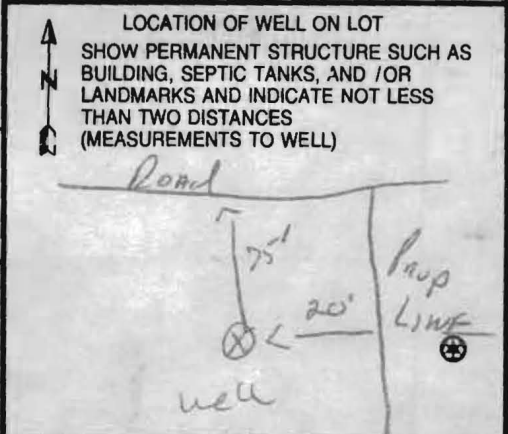 LOCATION OF WELL ON LOT
SHOW PERMANENT STRUCTURE SUCH AS
N
BUILDING, SEPTIC TANKS, AND /OR
LANDMARKS AND INDICATE NOT LESS
THAN TWO DISTANCES
(MEASUREMENTS TO WELL)
Road
75'
Prop
20'
Line
well